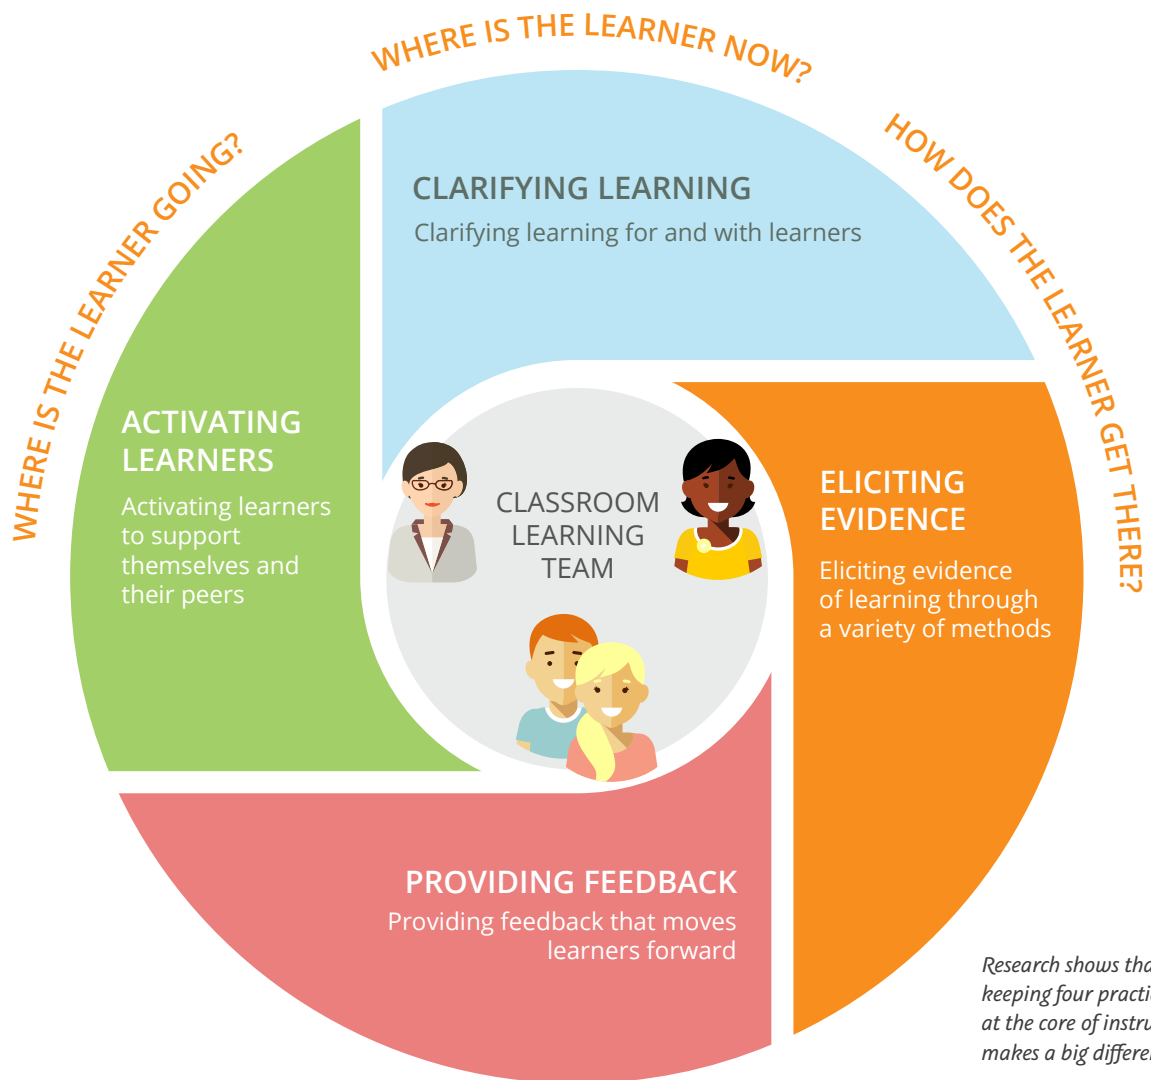 WHERE IS THE LEARNER GOING?
WHERE IS THE LEARNER NOW?
HOW DOES THE LEARNER GET THERE?
CLARIFYING LEARNING
Clarifying learning for and with learners
ACTIVATING
LEARNERS
Activating learners
to support
themselves and
their peers
CLASSROOM
LEARNING
TEAM
ELICITING
EVIDENCE
Eliciting evidence
of learning through
a variety of methods
PROVIDING FEEDBACK
Providing feedback that moves
learners forward
Research shows
keeping four
at the core of
makes a big